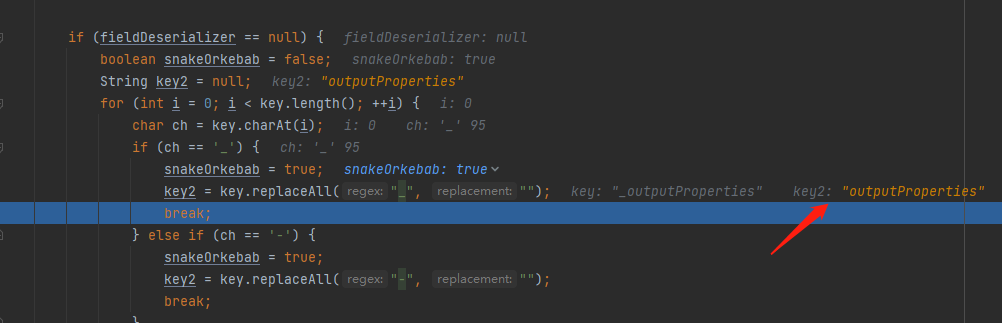 if (fieldDeserializer == null) { fieldDeserializer: null
boolean snakeOrkebab = false; snakeOrkebab: true
String key2 = null; key2: "outputProperties"
for (int i = 0; i < key.length(); ++i) { i: 0
char ch = key.charAt(i); i: 0 ch: '_' 95
if (ch == '_') { ch: '_' 95
snakeOrkebab = true; snakeOrkebab: true
key2 = key.replaceAll( regex: "_", replacement: ""); key: "_outputProperties" key2: "outputProperties"
break;
} else if (ch == '-') {
snakeOrkebab = true;
key2 = key.replaceAll( regex: "-", replacement: "");
break;
}